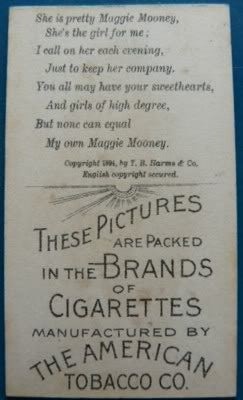 She is pretty Maggie Mooney,
She's the girl for me;
I call on her each evening,
Just to keep her company.
You all may have your sweethearts,
And girls of high degree,
But none can equal
My own Maggie Mooney.
Copyright 1894, by T. B. Harms & Co.
English copyright secured.
THESE PICTURES
ARE PACKED
IN THE BRANDS
OF
CIGARETTES
MANUFACTURED BY
THE AMERICAN
TOBACCO CO.